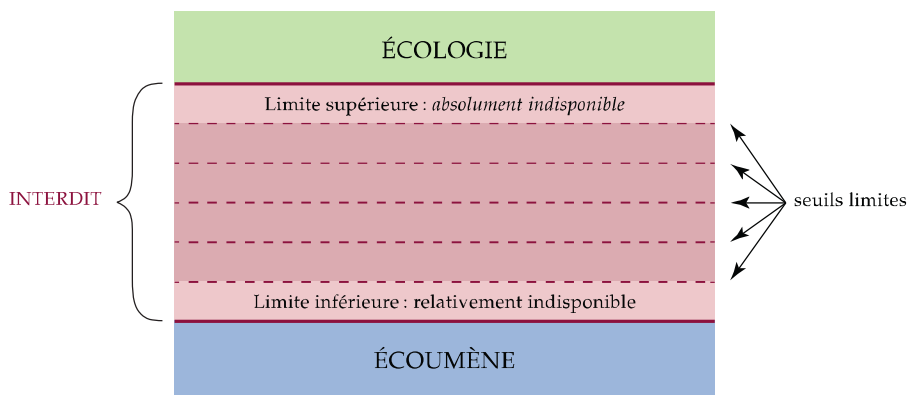 ÉCOLOGIE
Limite supérieure : absolument indisponible
INTERDIT
seuils limites
Limite inférieure : relativement indisponible
ÉCOUMÈNE